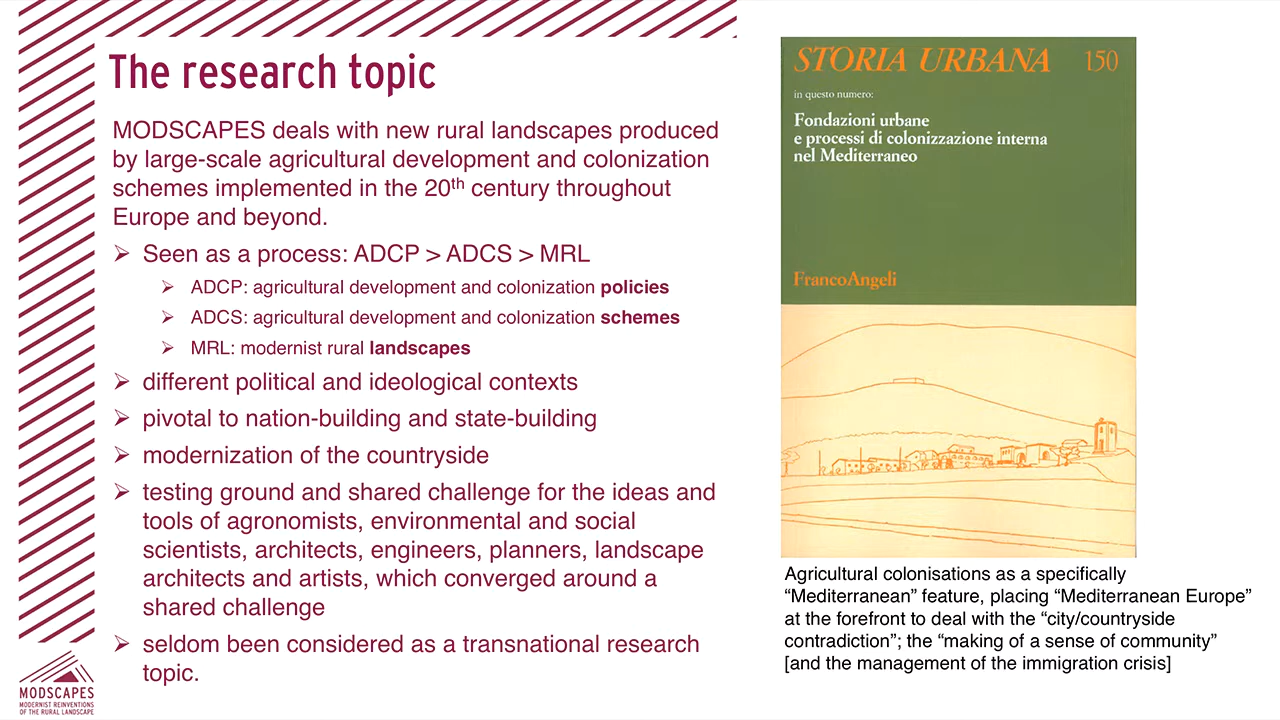 The research topic
MODSCAPES deals with new rural landscapes produced
by large-scale agricultural development and colonization
schemes implemented in the 20th century throughout
Europe and beyond.
➢ Seen as a process: ADCP > ADCS > MRL
➢ ADCP: agricultural development and colonization policies
➢ ADCS: agricultural development and colonization schemes
➢ MRL: modernist rural landscapes
➢ different political and ideological contexts
➢ pivotal to nation-building and state-building
➢ modernization of the countryside
➢ testing ground and shared challenge for the ideas and
tools of agronomists, environmental and social
scientists, architects, engineers, planners, landscape
architects and artists, which converged around a
shared challenge
➢ seldom been considered as a transnational research
topic.
MODSCAPES
MODERNIST REINVENTIONS
OF THE RURAL LANDSCAPE
STORIA URBANA 150
in questo numero:
Fondazioni urbane
e processi di colonizzazione interna
nel Mediterraneo
FrancoAngeli
Agricultural colonisations as a specifically
“Mediterranean” feature, placing “Mediterranean Europe”
at the forefront to deal with the “city/countryside
contradiction”; the “making of a sense of community”
[and the management of the immigration crisis]